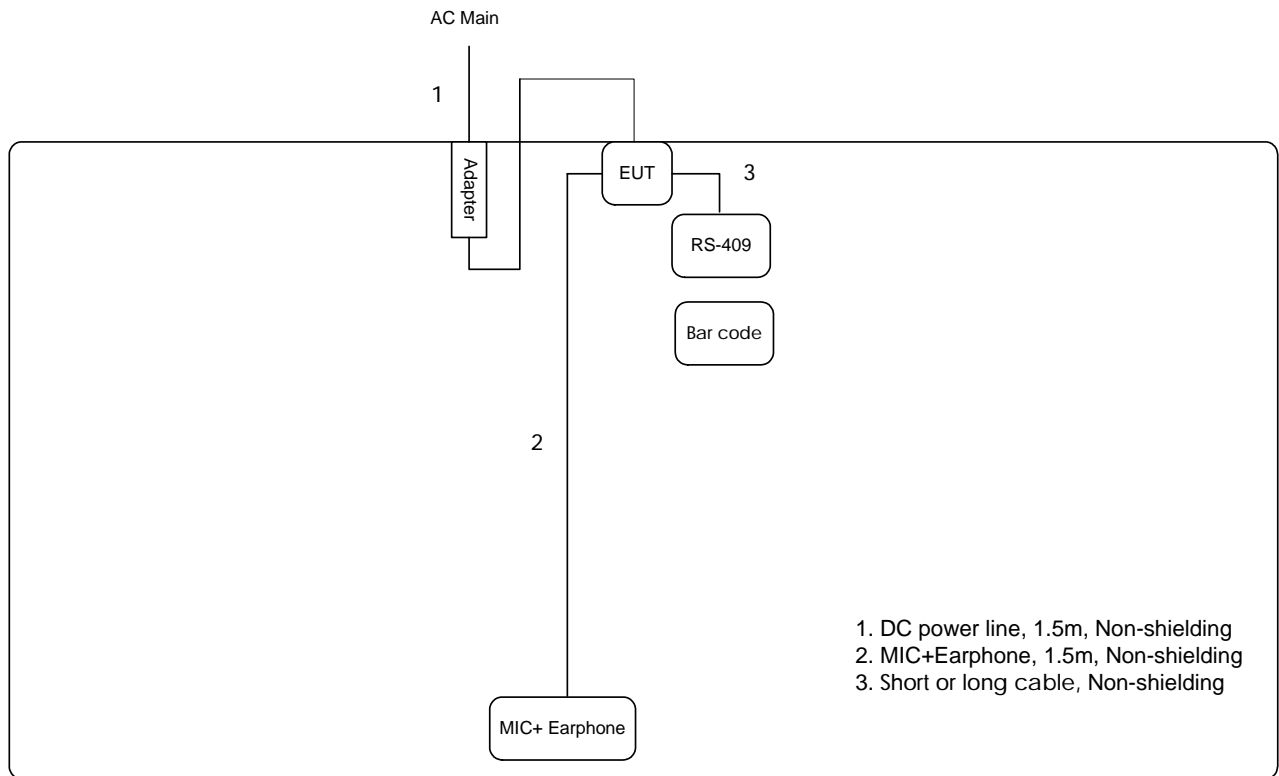 AC Main
1
Adapter
EUT
3
RS-409
Bar code
2
1. DC power line, 1.5m, Non-shielding
2. MIC+Earphone, 1.5m, Non-shielding
3. Short or long cable, Non-shielding
MIC+ Earphone